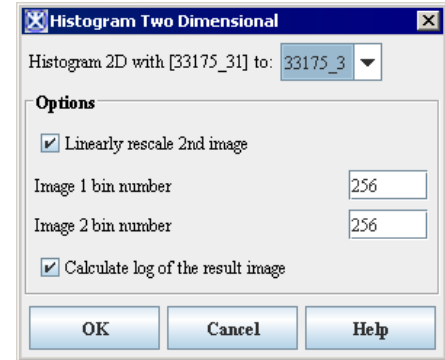 Histogram Two Dimensional
Histogram 2D with [33175_31] to: 33175_3
Options
Linearly rescale 2nd image
Image 1 bin number 256
Image 2 bin number 256
Calculate log of the result image
OK Cancel Help